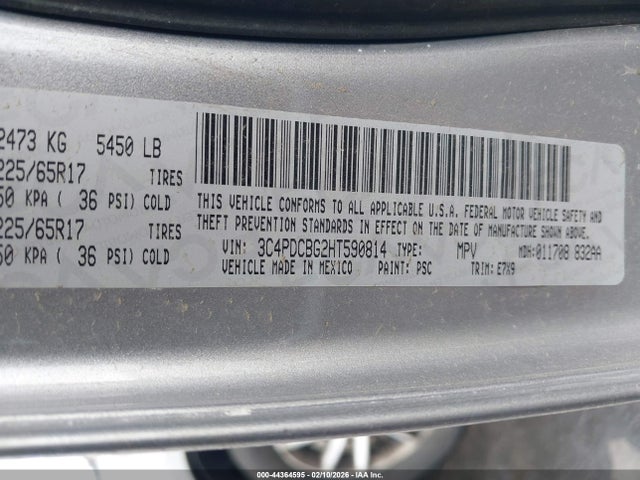 2473 KG 5450 LB
225/65R17 TIRES
50 KPA ( 36 PSI) COLD
225/65R17 TIRES
50 KPA ( 36 PSI) COLD
THIS VEHICLE CONFORMS TO ALL APPLICABLE U.S.A. FEDERAL MOTOR VEHICLE SAFETY AND
THEFT PREVENTION STANDARDS IN EFFECT ON THE DATE OF MANUFACTURE SHOWN ABOVE.
VIN: 3C4PDCBG2HT590814 TYPE: MPV MDH: 011708 832AA
VEHICLE MADE IN MEXICO PAINT: PSC TRIM: E7X9
000-44364595 - 02/10/2026 - IAA Inc.